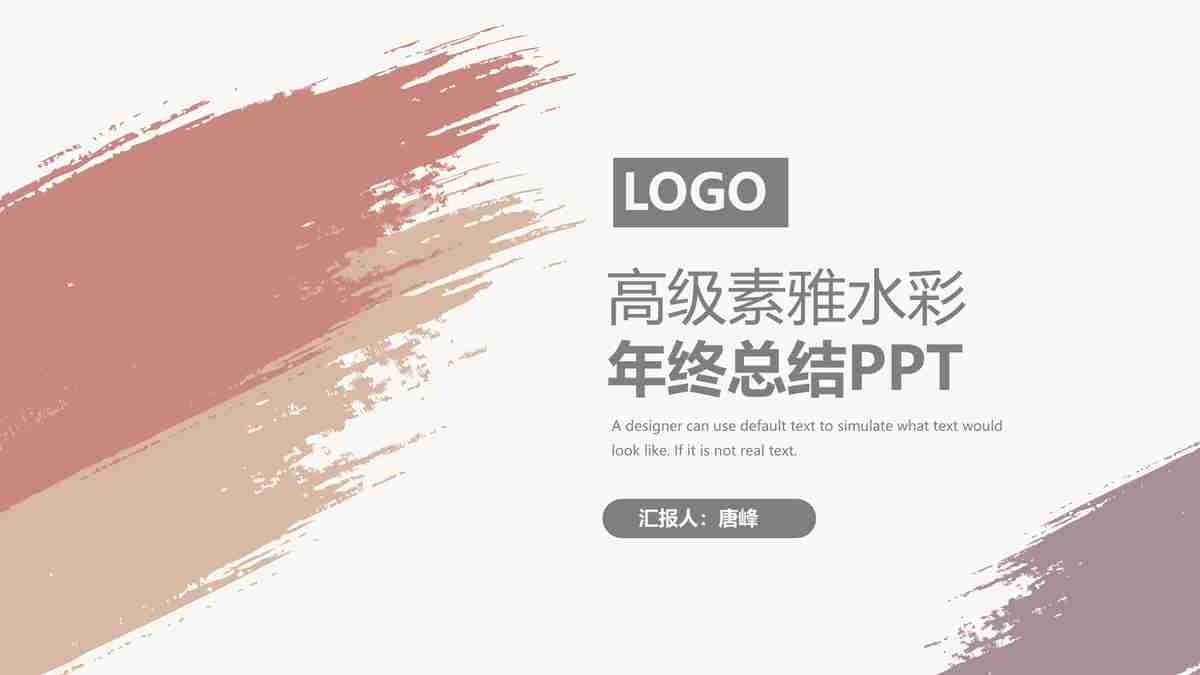 LOGO
高级素雅水彩
年终总结PPT
A designer can use default text to simulate what text would
look like. If it is not real text.
汇报人：唐峰